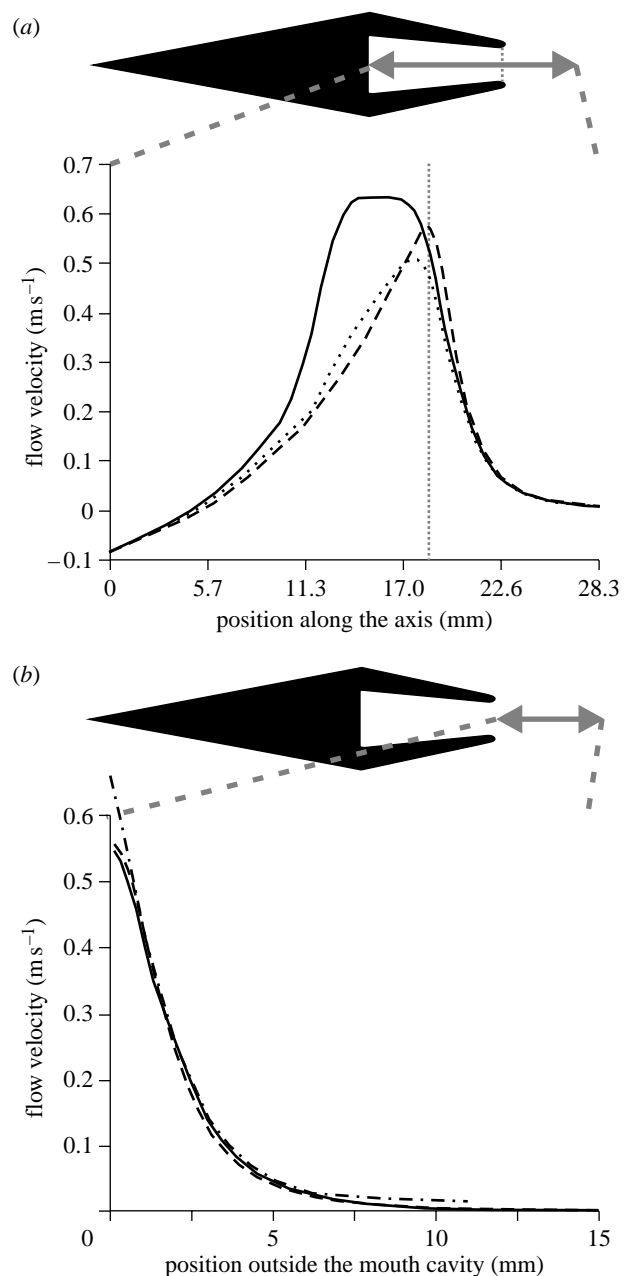 (a)
0.7
0.6
0.5
0.4
0.3
0.2
0.1
0
–0.1
flow velocity (m s⁻¹)
0 5.7 11.3 17.0 22.6 28.3
position along the axis (mm)
(b)
0.6
0.5
0.4
0.3
0.2
0.1
flow velocity (m s⁻¹)
0 5 10 15
position outside the mouth cavity (mm)